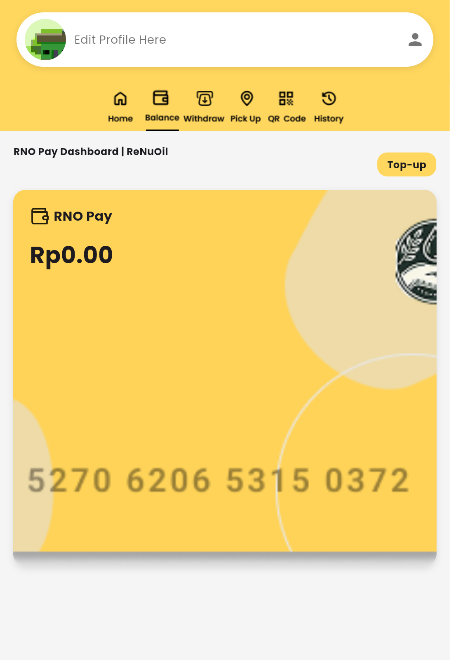 Edit Profile Here
Home Balance Withdraw Pick Up QR Code History
RNO Pay Dashboard | ReNuOil
Top-up
RNO Pay
Rp0.00
5270 6206 5315 0372